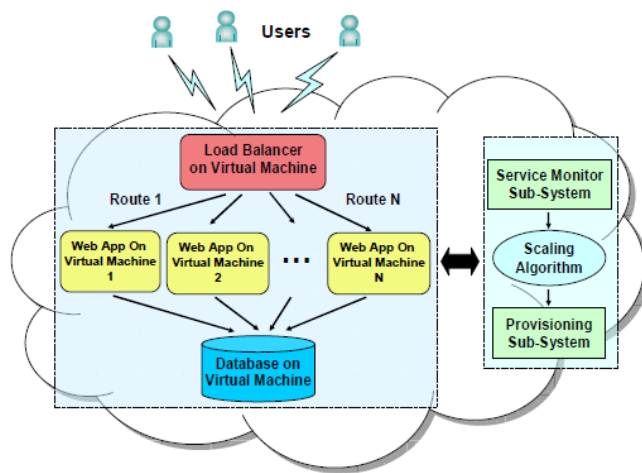 Users
Load Balancer
on Virtual Machine
Route 1
Route N
Web App On
Virtual Machine
1
Web App On
Virtual Machine
2
...
Web App On
Virtual Machine
N
Database on
Virtual Machine
Service Monitor
Sub-System
Scaling
Algorithm
Provisioning
Sub-System